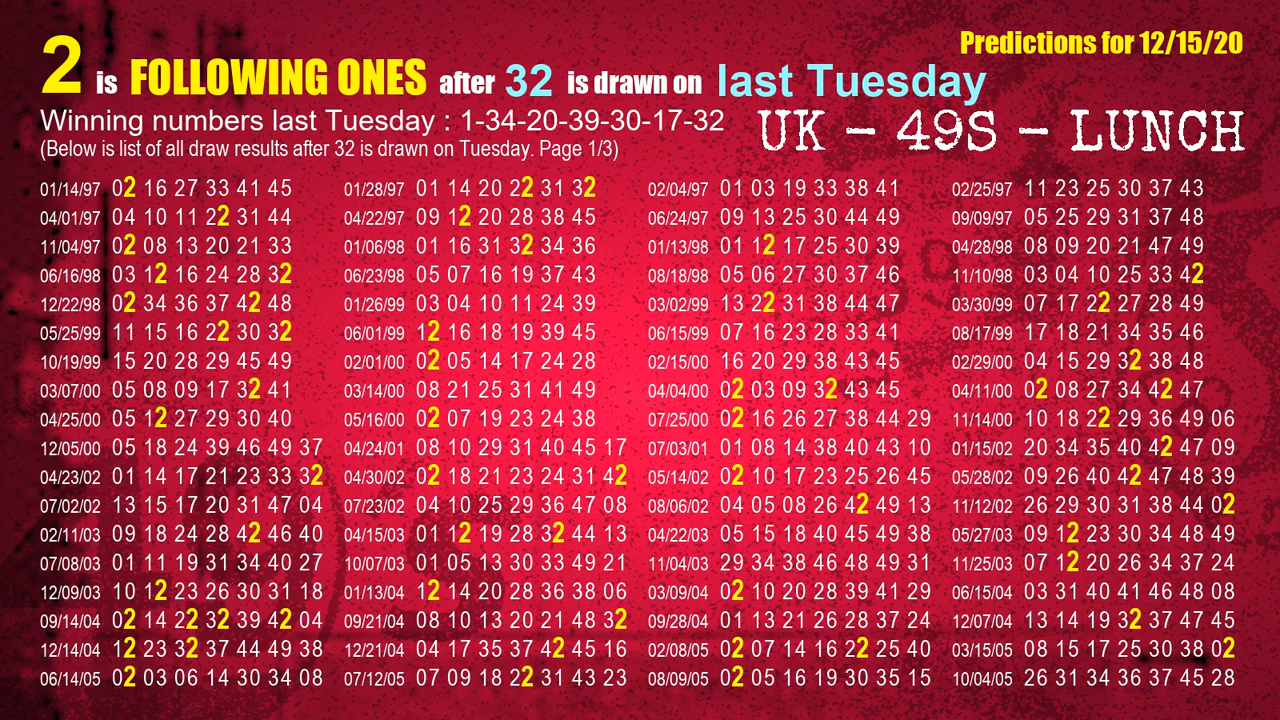 Predictions for 12/15/20
2 is FOLLOWING ONES after 32 is drawn on last Tuesday
Winning numbers last Tuesday : 1-34-20-39-30-17-32
UK - 49S - LUNCH
(Below is list of all draw results after 32 is drawn on Tuesday. Page 1/3)
01/14/97 02 16 27 33 41 45 01/28/97 01 14 20 22 31 32 02/04/97 01 03 19 33 38 41 02/25/97 11 23 25 30 37 43
04/01/97 04 10 11 22 31 44 04/22/97 09 12 20 28 38 45 06/24/97 09 13 25 30 44 49 09/09/97 05 25 29 31 37 48
11/04/97 02 08 13 20 21 33 01/06/98 01 16 31 32 34 36 01/13/98 01 12 17 25 30 39 04/28/98 08 09 20 21 47 49
06/16/98 03 12 16 24 28 32 06/23/98 05 07 16 19 37 43 08/18/98 05 06 27 30 37 46 11/10/98 03 04 10 25 33 42
12/22/98 02 34 36 37 42 48 01/26/99 03 04 10 11 24 39 03/02/99 13 22 31 38 44 47 03/30/99 07 17 22 27 28 49
05/25/99 11 15 16 22 30 32 06/01/99 12 16 18 19 39 45 06/15/99 07 16 23 28 33 41 08/17/99 17 18 21 34 35 46
10/19/99 15 20 28 29 45 49 02/01/00 02 05 14 17 24 28 02/15/00 16 20 29 38 43 45 02/29/00 04 15 29 32 38 48
03/07/00 05 08 09 17 32 41 03/14/00 08 21 25 31 41 49 04/04/00 02 03 09 32 43 45 04/11/00 02 08 27 34 42 47
04/25/00 05 12 27 29 30 40 05/16/00 02 07 19 23 24 38 07/25/00 02 16 26 27 38 44 29 11/14/00 10 18 22 29 36 49 06
12/05/00 05 18 24 39 46 49 37 04/24/01 08 10 29 31 40 45 17 07/03/01 01 08 14 38 40 43 10 01/15/02 20 34 35 40 42 47 09
04/23/02 01 14 17 21 23 33 32 04/30/02 02 18 21 23 24 31 42 05/14/02 02 10 17 23 25 26 45 05/28/02 09 26 40 42 47 48 39
07/02/02 13 15 17 20 31 47 04 07/23/02 04 10 25 29 36 47 08 08/06/02 04 05 08 26 42 49 13 11/12/02 26 29 30 31 38 44 02
02/11/03 09 18 24 28 42 46 40 04/15/03 01 12 19 28 32 44 13 04/22/03 05 15 18 40 45 49 38 05/27/03 09 12 23 30 34 48 49
07/08/03 01 11 19 31 34 40 27 10/07/03 01 05 13 30 33 49 21 11/04/03 29 34 38 46 48 49 31 11/25/03 07 12 20 26 34 37 24
12/09/03 10 12 23 26 30 31 18 01/13/04 12 14 20 28 36 38 06 03/09/04 02 10 20 28 39 41 29 06/15/04 03 31 40 41 46 48 08
09/14/04 02 14 22 32 39 42 04 09/21/04 08 10 13 20 21 48 32 09/28/04 01 13 21 26 28 37 24 12/07/04 13 14 19 32 37 47 45
12/14/04 12 23 32 37 44 49 38 12/21/04 04 17 35 37 42 45 16 02/08/05 02 07 14 16 22 25 40 03/15/05 08 15 17 25 30 38 02
06/14/05 02 03 06 14 30 34 08 07/12/05 07 09 18 22 31 43 23 08/09/05 02 05 16 19 30 35 15 10/04/05 26 31 34 36 37 45 28